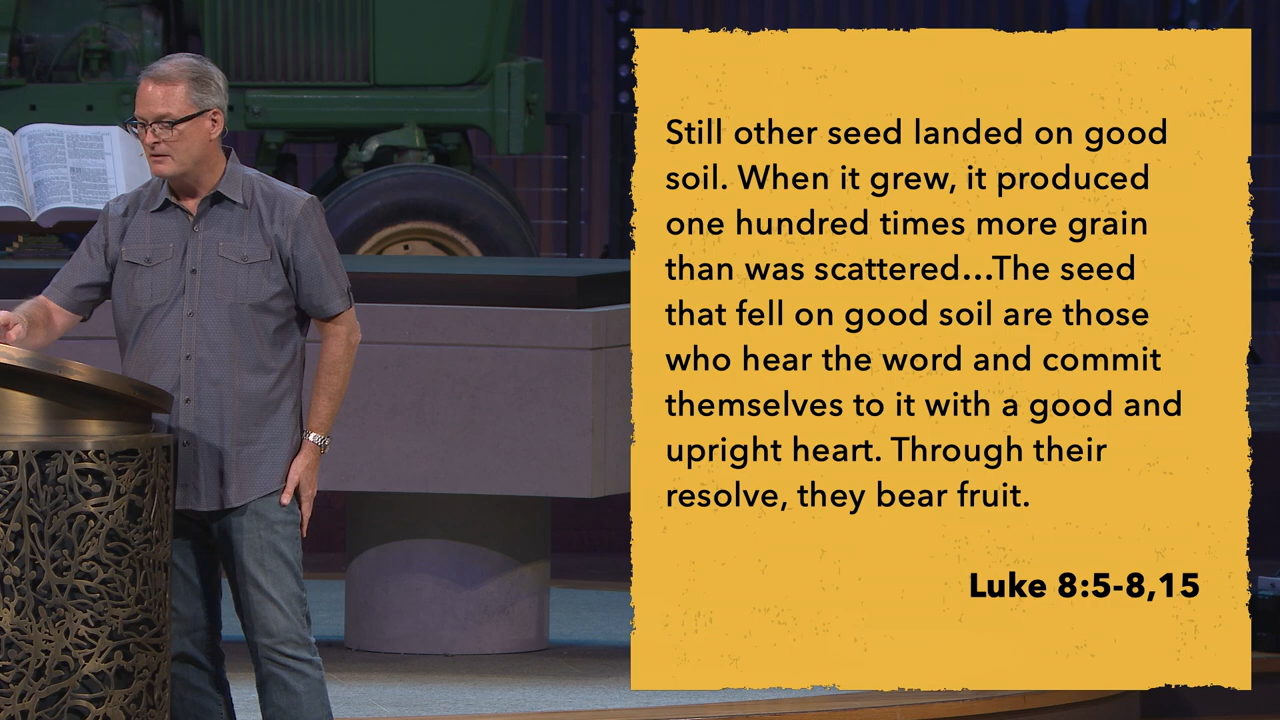 Still other seed landed on good
soil. When it grew, it produced
one hundred times more grain
than was scattered...The seed
that fell on good soil are those
who hear the word and commit
themselves to it with a good and
upright heart. Through their
resolve, they bear fruit.
Luke 8:5-8,15